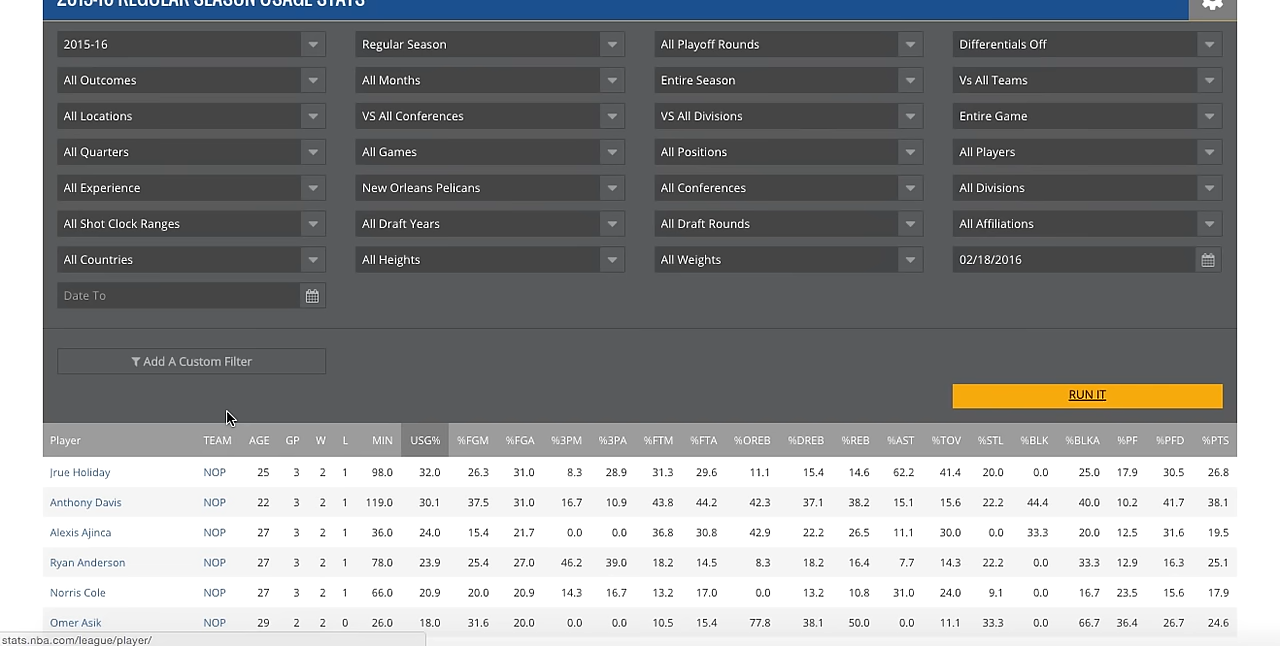 2015-16 REGULAR SEASON USAGE STATS
2015-16 Regular Season All Playoff Rounds Differentials Off
All Outcomes All Months Entire Season Vs All Teams
All Locations VS All Conferences VS All Divisions Entire Game
All Quarters All Games All Positions All Players
All Experience New Orleans Pelicans All Conferences All Divisions
All Shot Clock Ranges All Draft Years All Draft Rounds All Affiliations
All Countries All Heights All Weights 02/18/2016
Date To
Add A Custom Filter
RUN IT
Player TEAM AGE GP W L MIN USG% %FGM %FGA %3PM %3PA %FTM %FTA %OREB %DREB %REB %AST %TOV %STL %BLK %BLKA %PF %PFD %PTS
Jrue Holiday NOP 25 3 2 1 98.0 32.0 26.3 31.0 8.3 28.9 31.3 29.6 11.1 15.4 14.6 62.2 41.4 20.0 0.0 25.0 17.9 30.5 26.8
Anthony Davis NOP 22 3 2 1 119.0 30.1 37.5 31.0 16.7 10.9 43.8 44.2 42.3 37.1 38.2 15.1 15.6 22.2 44.4 40.0 10.2 41.7 38.1
Alexis Ajinca NOP 27 3 2 1 36.0 24.0 15.4 21.7 0.0 0.0 36.8 30.8 42.9 22.2 26.5 11.1 30.0 0.0 33.3 20.0 12.5 31.6 19.5
Ryan Anderson NOP 27 3 2 1 78.0 23.9 25.4 27.0 46.2 39.0 18.2 14.5 8.3 18.2 16.4 7.7 14.3 22.2 0.0 33.3 12.9 16.3 25.1
Norris Cole NOP 27 3 2 1 66.0 20.9 20.0 20.9 14.3 16.7 13.2 17.0 0.0 13.2 10.8 31.0 24.0 9.1 0.0 16.7 23.5 15.6 17.9
Omer Asik NOP 29 2 2 0 26.0 18.0 31.6 20.0 0.0 0.0 10.5 15.4 77.8 38.1 50.0 0.0 11.1 33.3 0.0 66.7 36.4 26.7 24.6
stats.nba.com/league/player/